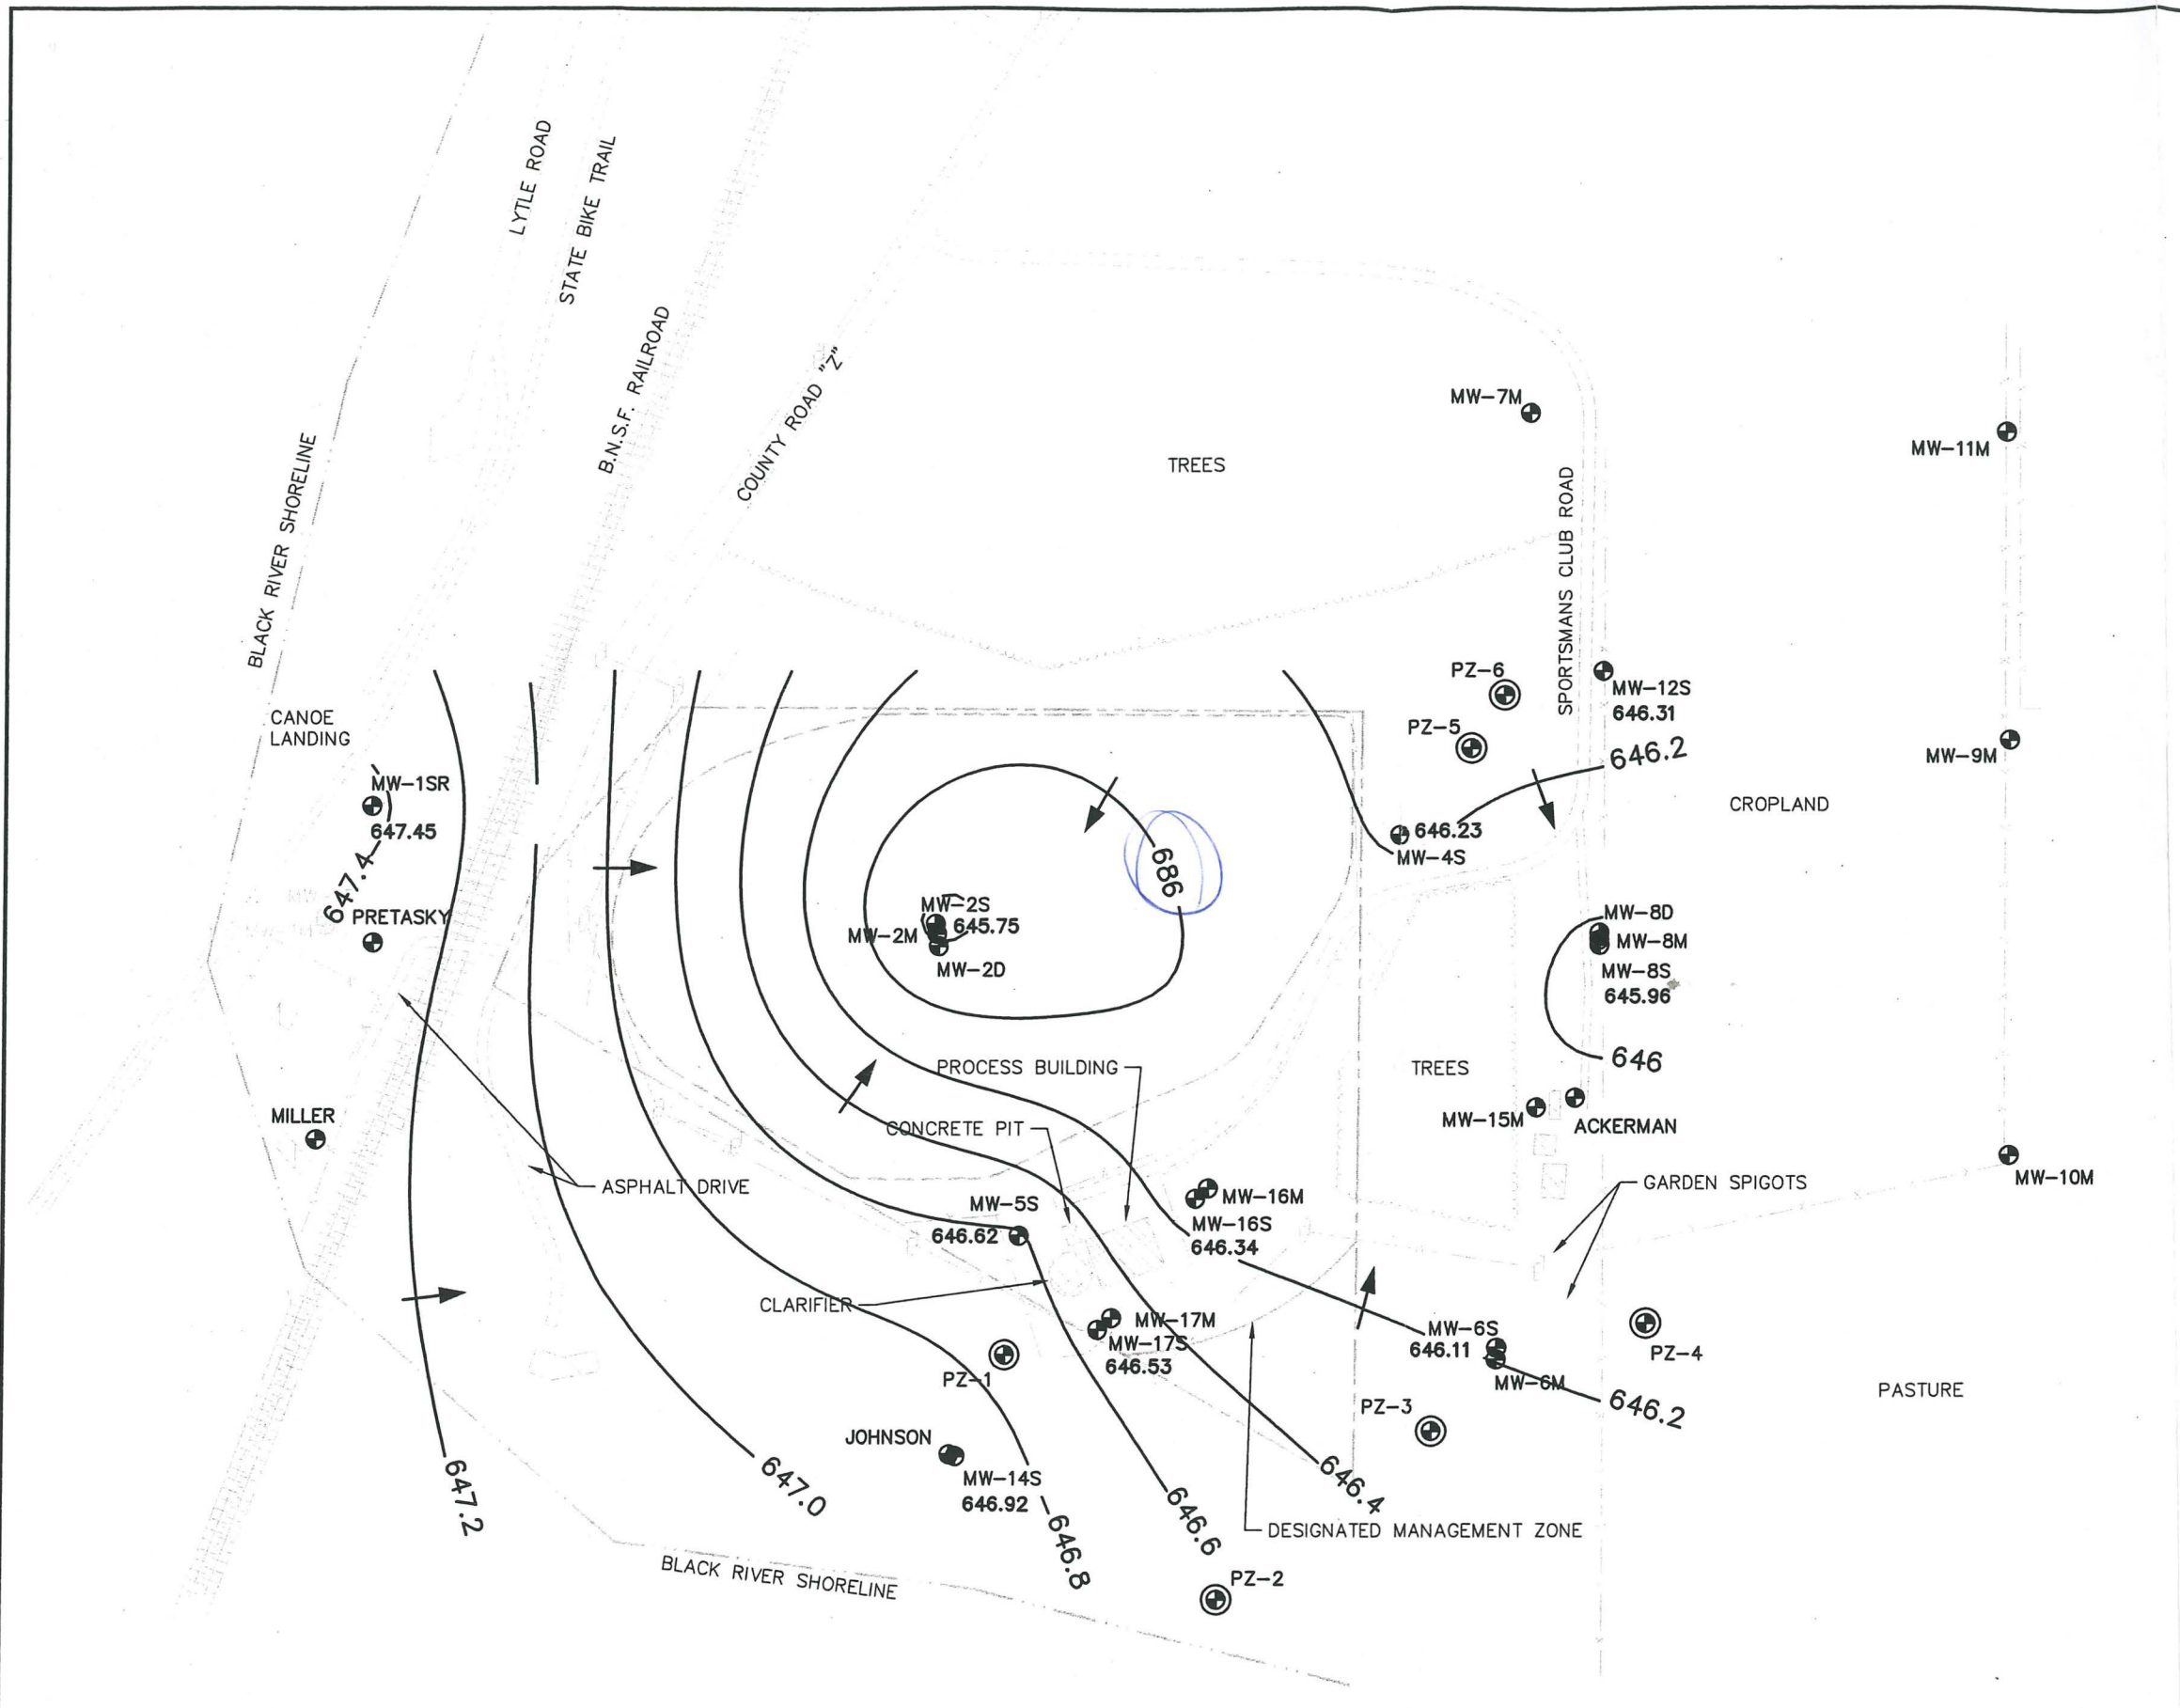 LYTLE ROAD
STATE BIKE TRAIL
B.N.S.F. RAILROAD
COUNTY ROAD "Z"
BLACK RIVER SHORELINE
TREES
MW-7M
SPORTSMANS CLUB ROAD
MW-11M
CANOE
LANDING
MW-1SR
647.45
647.4
PRETASKY
MILLER
PZ-6
PZ-5
MW-12S
646.31
646.2
MW-9M
CROPLAND
646.23
MW-4S
686
MW-2S
645.75
MW-2M
MW-2D
MW-8D
MW-8M
MW-8S
645.96
646
TREES
MW-15M
ACKERMAN
MW-10M
GARDEN SPIGOTS
PROCESS BUILDING
CONCRETE PIT
ASPHALT DRIVE
MW-5S
646.62
MW-16M
MW-16S
646.34
CLARIFIER
MW-17M
MW-17S
646.53
PZ-1
MW-6S
646.11
MW-6M
PZ-4
646.2
PZ-3
PASTURE
JOHNSON
MW-14S
646.92
647.2
647.0
646.8
646.6
646.4
DESIGNATED MANAGEMENT ZONE
PZ-2
BLACK RIVER SHORELINE